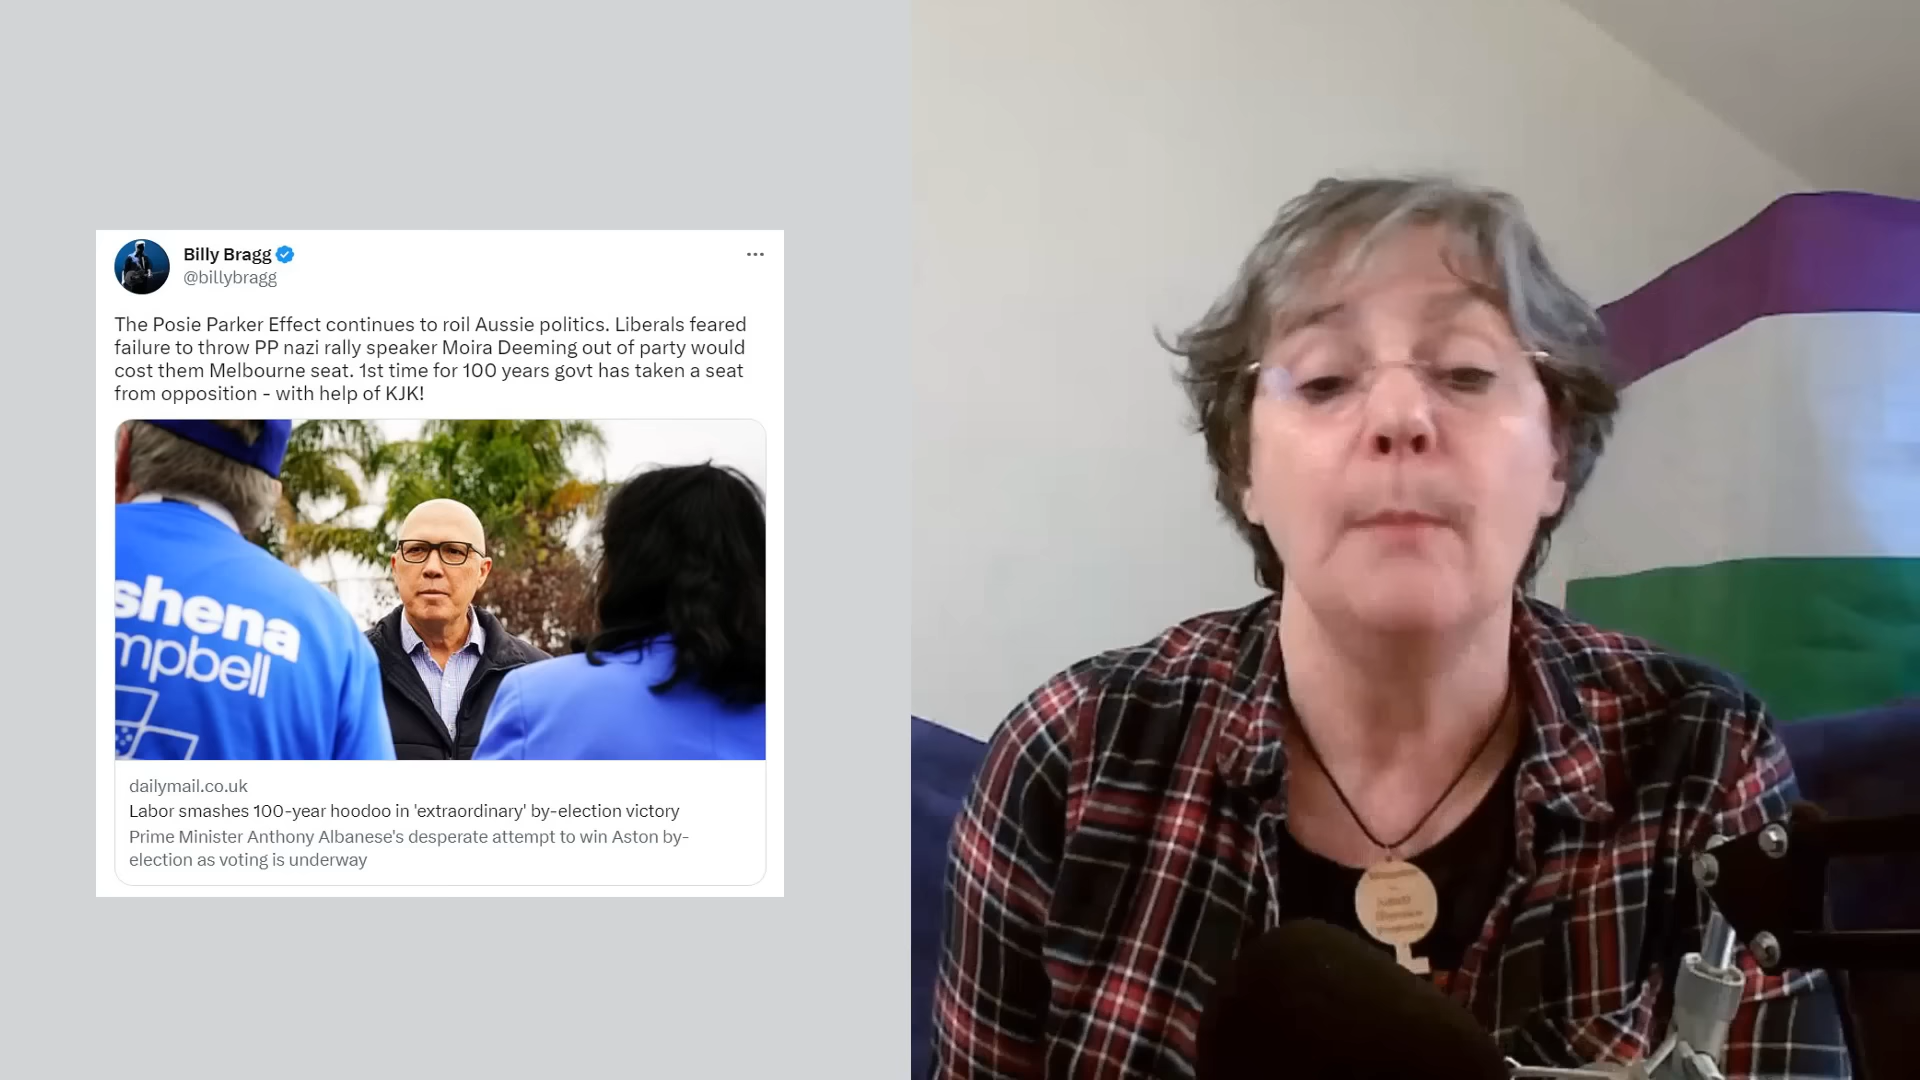 Billy Bragg
@billybragg
The Posie Parker Effect continues to roil Aussie politics. Liberals feared
failure to throw PP nazi rally speaker Moira Deeming out of party would
cost them Melbourne seat. 1st time for 100 years govt has taken a seat
from opposition - with help of KJK!
shena
mpbell
dailymail.co.uk
Labor smashes 100-year hoodoo in 'extraordinary' by-election victory
Prime Minister Anthony Albanese's desperate attempt to win Aston by-
election as voting is underway